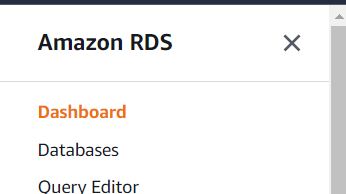 Amazon RDS
Dashboard
Databases
Query Editor